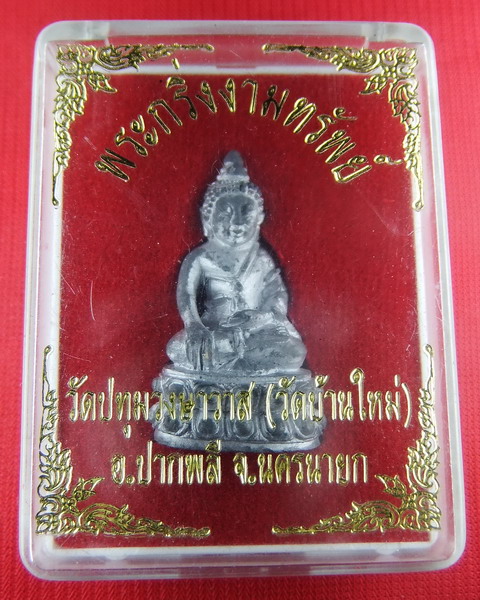 พระกริ่งงามทรัพย์
วัดปทุมวงษาวาส (วัดบ้านใหม่)
อ.ปากพลี จ.นครนายก